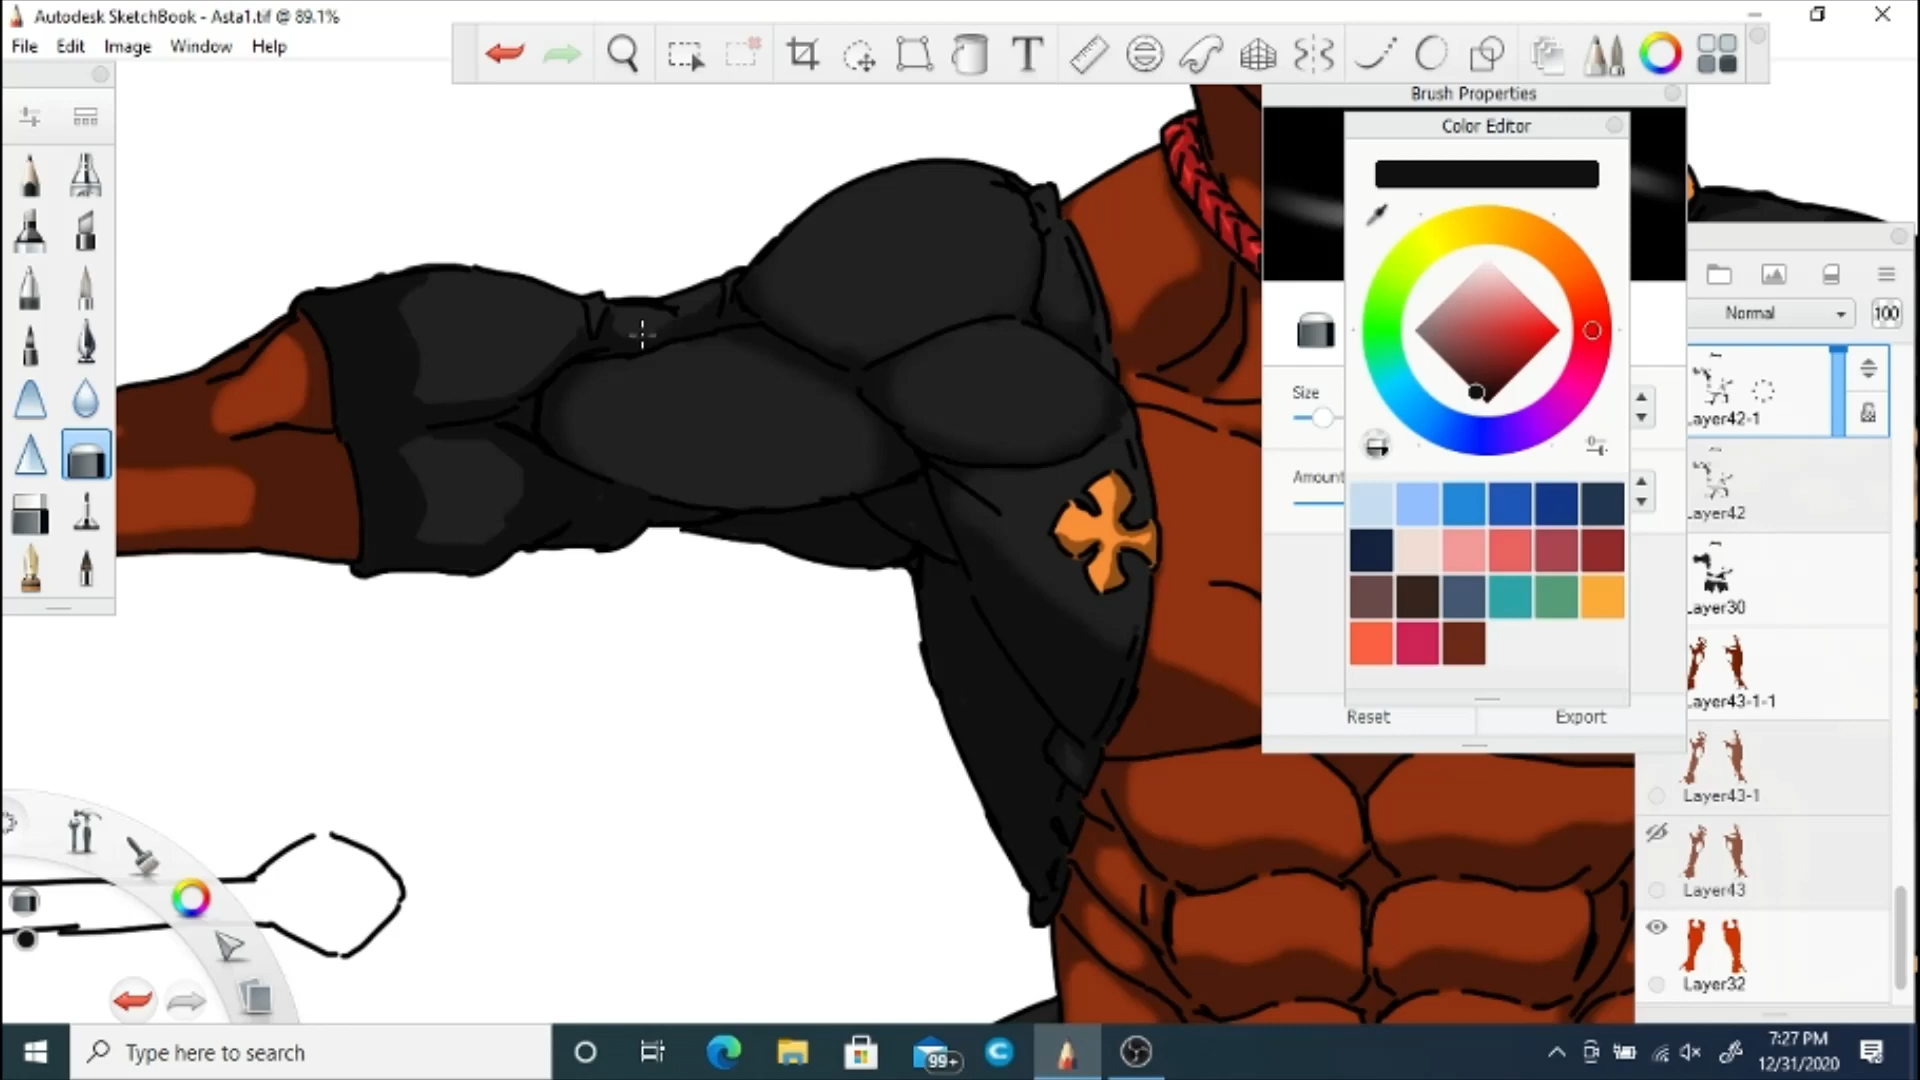 Autodesk SketchBook - Asta1.tif @ 89.1%
File Edit Image Window Help
T
Brush Properties
Color Editor
Normal
100
Size
Layer42-1
Amount
Layer42
Layer30
Layer43-1-1
Reset Export
Layer43-1
Layer43
Layer32
Type here to search
99+
7:27 PM
12/31/2020